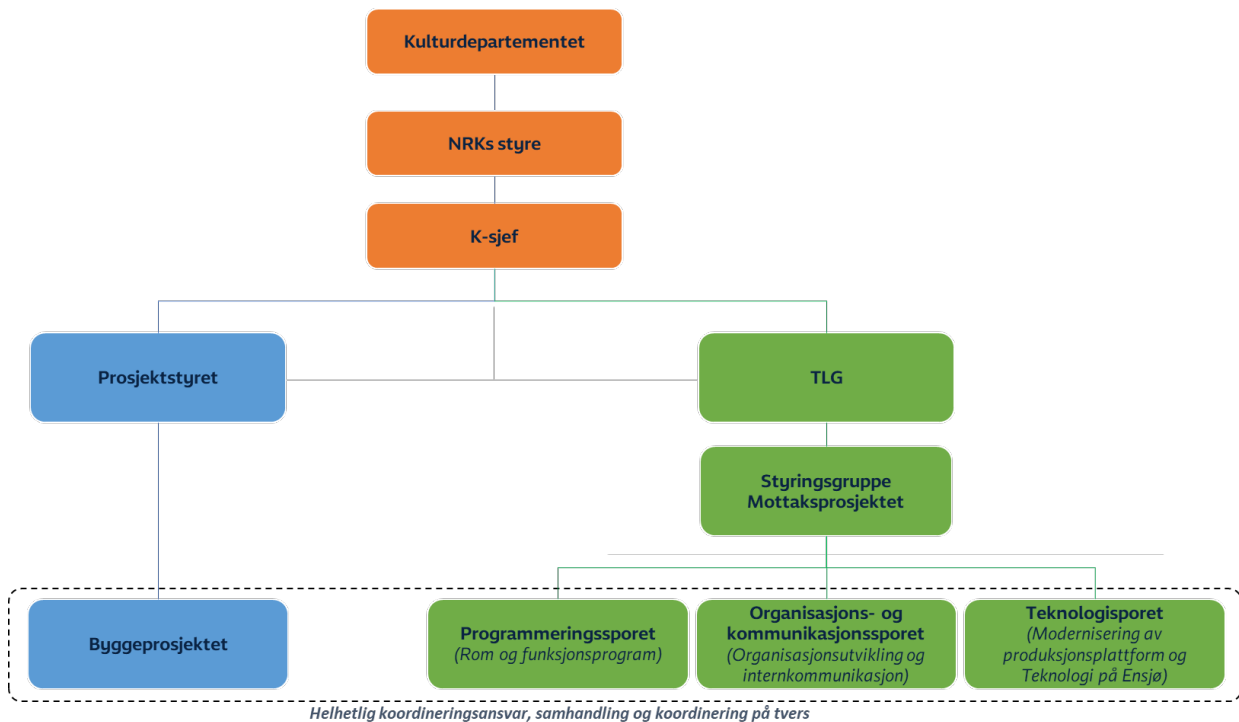 Kulturdepartementet
NRKs styre
K-sjef
Prosjektstyret
TLG
Styringsgruppe
Mottaksprosjektet
Byggeprosjektet
Programmeringssporet
(Rom og funksjonsprogram)
Organisasjons- og
kommunikasjonssporet
(Organisasjonsutvikling og
internkommunikasjon)
Teknologisporet
(Modernisering av
produksjonsplattform og
Teknologi på Ensjø)
Helhetlig koordineringsansvar, samhandling og koordinering på tvers